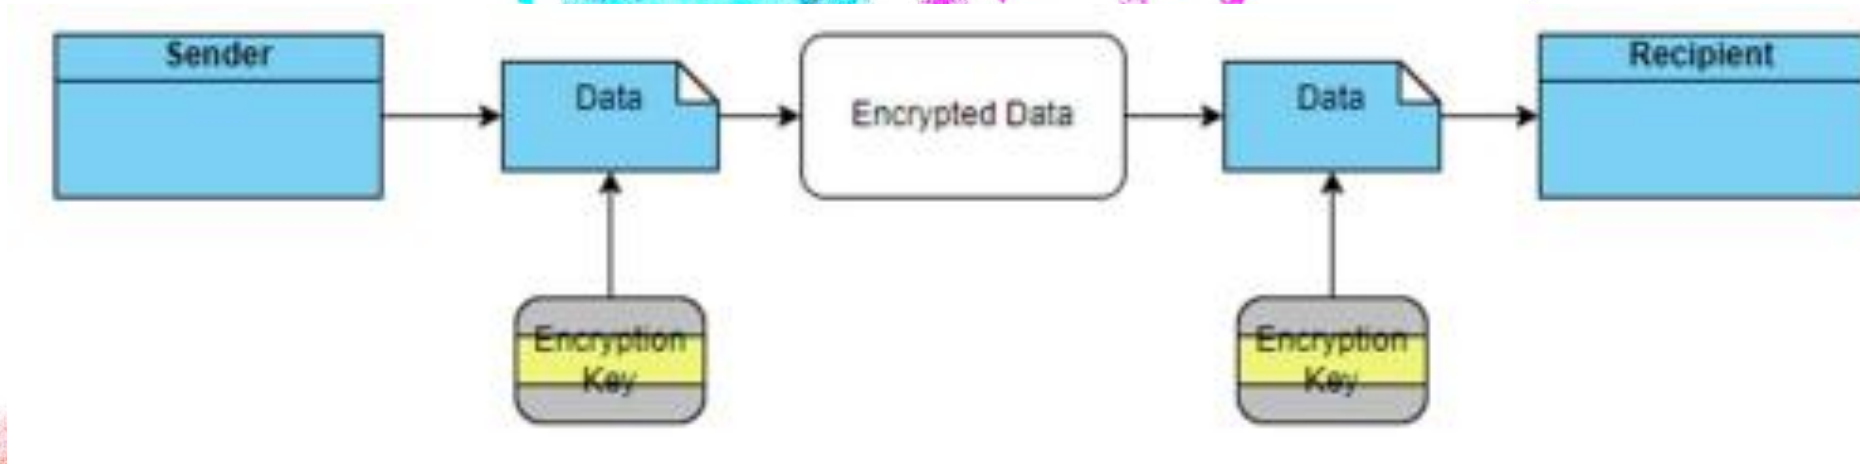 Sender
Data
Encrypted Data
Data
Recipient
Encryption
Key
Encryption
Key